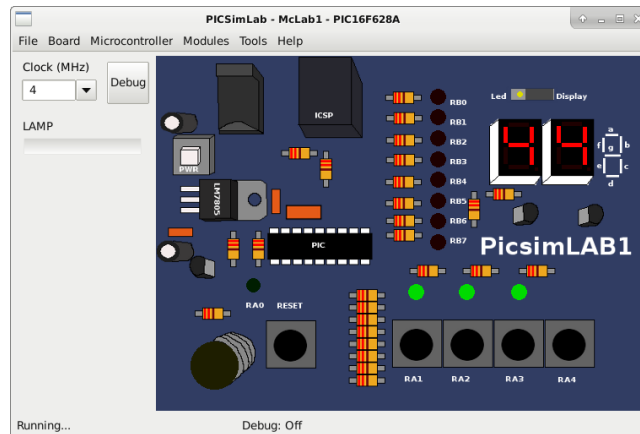 PICSimLab - McLab1 - PIC16F628A
File Board Microcontroller Modules Tools Help
Clock (MHz)
4
Debug
LAMP
PWR
LM7805
ICSP
PIC
RA0
RESET
RB0
RB1
RB2
RB3
RB4
RB5
RB6
RB7
Led
Display
44
a
f
g
b
e
c
d
PicsimLAB1
RA1
RA2
RA3
RA4
Running...
Debug: Off